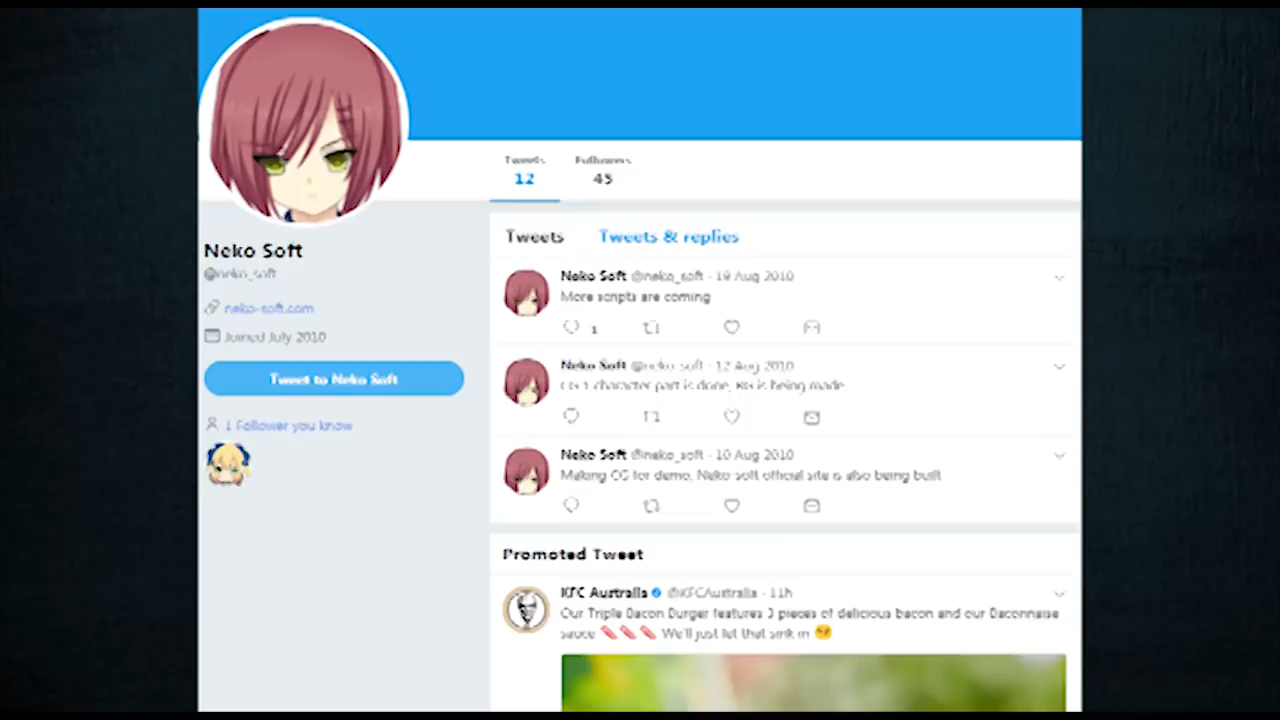 Tweets
12
Followers
45
Neko Soft
@neko_soft
neko-soft.com
Joined July 2010
Tweet to Neko Soft
1 Follower you know
Tweets
Tweets & replies
Neko Soft @neko_soft · 19 Aug 2010
More scripts are coming
1
Neko Soft @neko_soft · 12 Aug 2010
CG 1 character part is done, BG is being made
Neko Soft @neko_soft · 10 Aug 2010
Making CG for demo, Neko-soft official site is also being built
Promoted Tweet
KFC Australia @KFCAustralia · 11h
Our Triple Bacon Burger features 3 pieces of delicious bacon and our Baconnaise
sauce 🥓🥓🥓 We'll just let that sink in